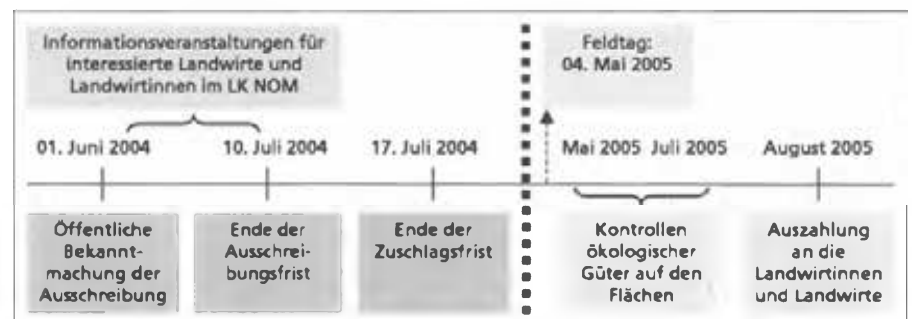 Informationsveranstaltungen für
interessierte Landwirte und
Landwirtinnen im LK NOM
Feldtag:
04. Mai 2005
01. Juni 2004
10. Juli 2004
17. Juli 2004
Mai 2005 Juli 2005
August 2005
Öffentliche
Bekannt-
machung der
Ausschreibung
Ende der
Ausschrei-
bungsfrist
Ende der
Zuschlagsfrist
Kontrollen
ökologischer
Güter auf den
Flächen
Auszahlung
an die
Landwirtinnen
und Landwirte